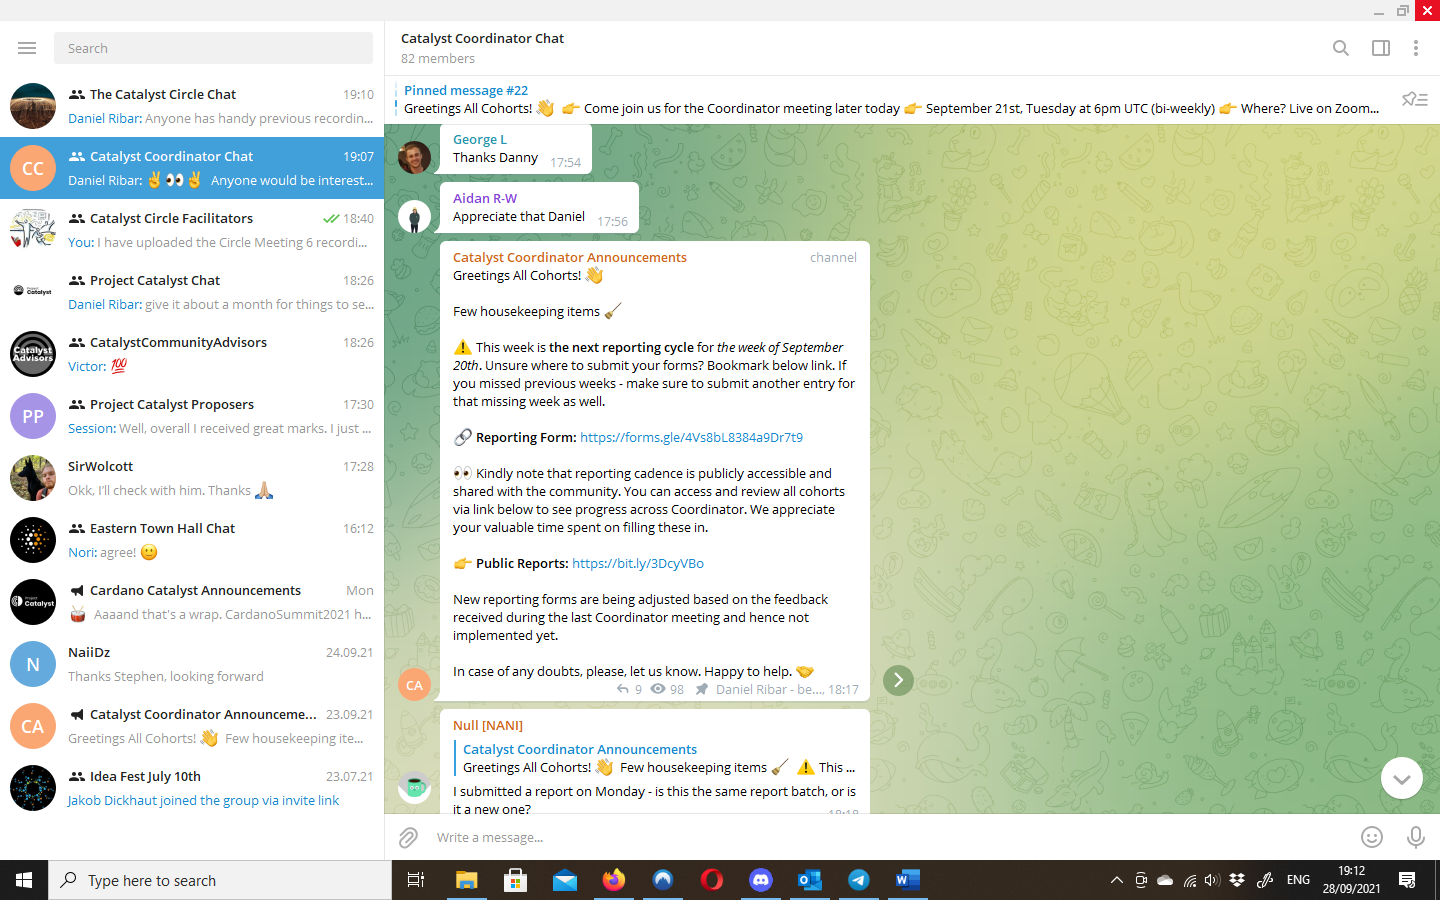 Search
The Catalyst Circle Chat 19:10
Daniel Ribar: Anyone has handy previous recordin...
CC
Catalyst Coordinator Chat 19:07
Daniel Ribar: ✌️👀✌️ Anyone would be interest...
Catalyst Circle Facilitators 18:40
You: I have uploaded the Circle Meeting 6 recordi...
Project Catalyst
Project Catalyst Chat 18:26
Daniel Ribar: give it about a month for things to se...
Catalyst Advisors
CatalystCommunityAdvisors 18:26
Victor: 💯
PP
Project Catalyst Proposers 17:30
Session: Well, overall I received great marks. I just ...
SirWolcott 17:28
Okk, I'll check with him. Thanks 🙏🏼
Eastern Town Hall Chat 16:12
Nori: agree! 🙂
Project Catalyst
Cardano Catalyst Announcements Mon
🥁 Aaaand that's a wrap. CardanoSummit2021 h...
N
NaiiDz 24.09.21
Thanks Stephen, looking forward
CA
Catalyst Coordinator Announceme... 23.09.21
Greetings All Cohorts! 👋 Few housekeeping ite...
Idea Fest July 10th 23.07.21
Jakob Dickhaut joined the group via invite link
Catalyst Coordinator Chat
82 members
Pinned message #22
Greetings All Cohorts! 👋 👉 Come join us for the Coordinator meeting later today 👉 September 21st, Tuesday at 6pm UTC (bi-weekly) 👉 Where? Live on Zoom...
George L
Thanks Danny 17:54
Aidan R-W
Appreciate that Daniel 17:56
Catalyst Coordinator Announcements channel
Greetings All Cohorts! 👋
Few housekeeping items 🧹
⚠️ This week is the next reporting cycle for the week of September
20th. Unsure where to submit your forms? Bookmark below link. If
you missed previous weeks - make sure to submit another entry for
that missing week as well.
🔗 Reporting Form: https://forms.gle/4Vs8bL8384a9Dr7t9
👀 Kindly note that reporting cadence is publicly accessible and
shared with the community. You can access and review all cohorts
via link below to see progress across Coordinator. We appreciate
your valuable time spent on filling these in.
👉 Public Reports: https://bit.ly/3DcyVBo
New reporting forms are being adjusted based on the feedback
received during the last Coordinator meeting and hence not
implemented yet.
In case of any doubts, please, let us know. Happy to help. 🤝
CA
9 98 Daniel Ribar - be..., 18:17
Null [NANI]
Catalyst Coordinator Announcements
Greetings All Cohorts! 👋 Few housekeeping items 🧹 ⚠️ This ...
I submitted a report on Monday - is this the same report batch, or is
it a new one? 18:18
Write a message...
Type here to search
ENG
19:12
28/09/2021